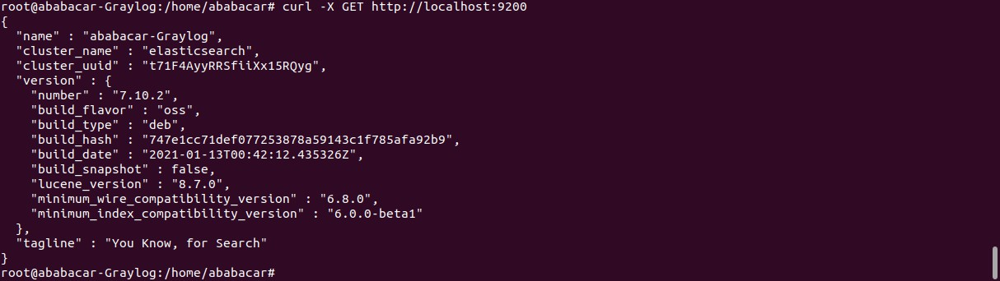 root@ababacar-Graylog:/home/ababacar# curl -X GET http://localhost:9200
{
  "name" : "ababacar-Graylog",
  "cluster_name" : "elasticsearch",
  "cluster_uuid" : "t71F4AyyRRSfiiXx15RQyg",
  "version" : {
    "number" : "7.10.2",
    "build_flavor" : "oss",
    "build_type" : "deb",
    "build_hash" : "747e1cc71def077253878a59143c1f785afa92b9",
    "build_date" : "2021-01-13T00:42:12.435326Z",
    "build_snapshot" : false,
    "lucene_version" : "8.7.0",
    "minimum_wire_compatibility_version" : "6.8.0",
    "minimum_index_compatibility_version" : "6.0.0-beta1"
  },
  "tagline" : "You Know, for Search"
}
root@ababacar-Graylog:/home/ababacar#